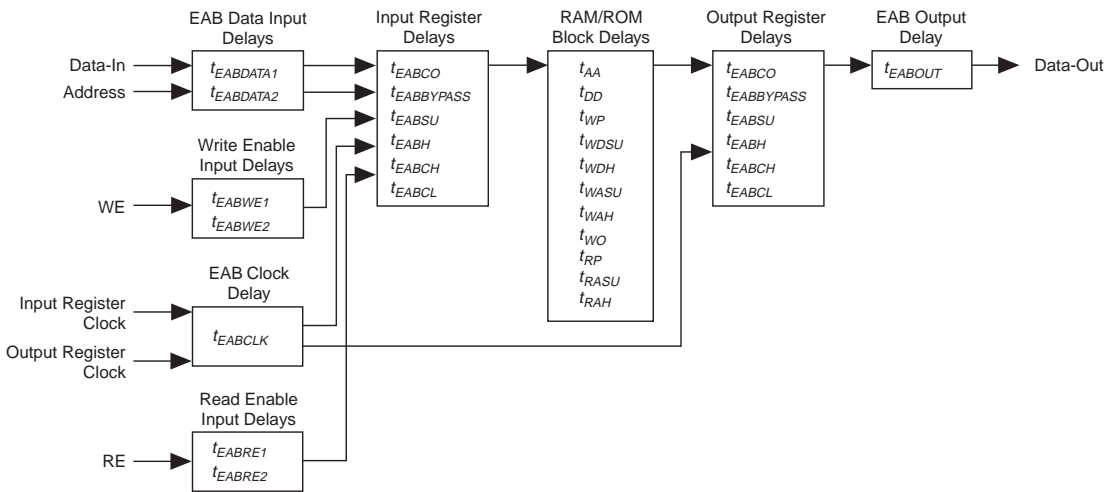 EAB Data Input
Delays
Input Register
Delays
RAM/ROM
Block Delays
Output Register
Delays
EAB Output
Delay
Data-In
Address
tEABDATA1
tEABDATA2
tEABCO
tEABBYPASS
tEABSU
tEABH
tEABCH
tEABCL
tAA
tDD
tWP
tWDSU
tWDH
tWASU
tWAH
tWO
tRP
tRASU
tRAH
tEABCO
tEABBYPASS
tEABSU
tEABH
tEABCH
tEABCL
tEABOUT
Data-Out
Write Enable
Input Delays
WE
tEABWE1
tEABWE2
EAB Clock
Delay
Input Register
Clock
Output Register
Clock
tEABCLK
Read Enable
Input Delays
RE
tEABRE1
tEABRE2